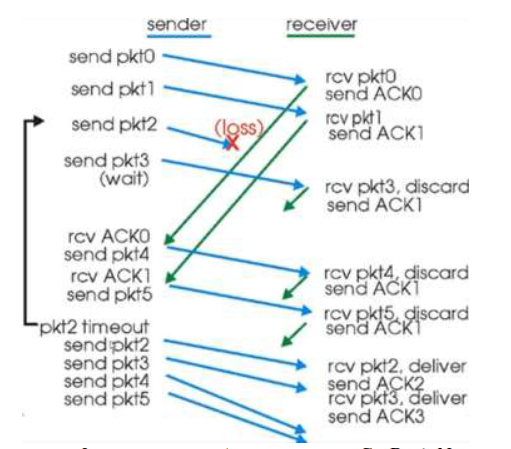 sender
receiver
send pkt0
send pkt1
send pkt2
send pkt3
(wait)
(loss)
rcv pkt0
send ACK0
rcv pkt1
send ACK1
rcv pkt3, discard
send ACK1
rcv ACK0
send pkt4
rcv ACK1
send pkt5
rcv pkt4, discard
send ACK1
rcv pkt5, discard
send ACK1
pkt2 timeout
send pkt2
send pkt3
send pkt4
send pkt5
rcv pkt2, deliver
send ACK2
rcv pkt3, deliver
send ACK3